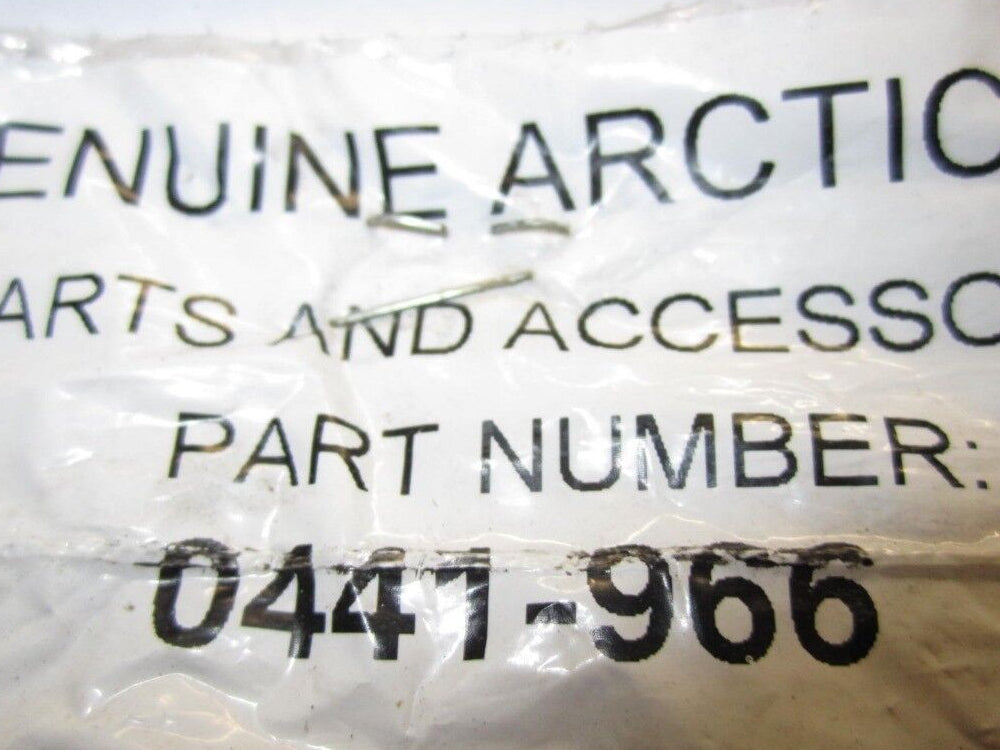 ENUINE ARCTIC
ARTS AND ACCESSO
PART NUMBER:
0441-966